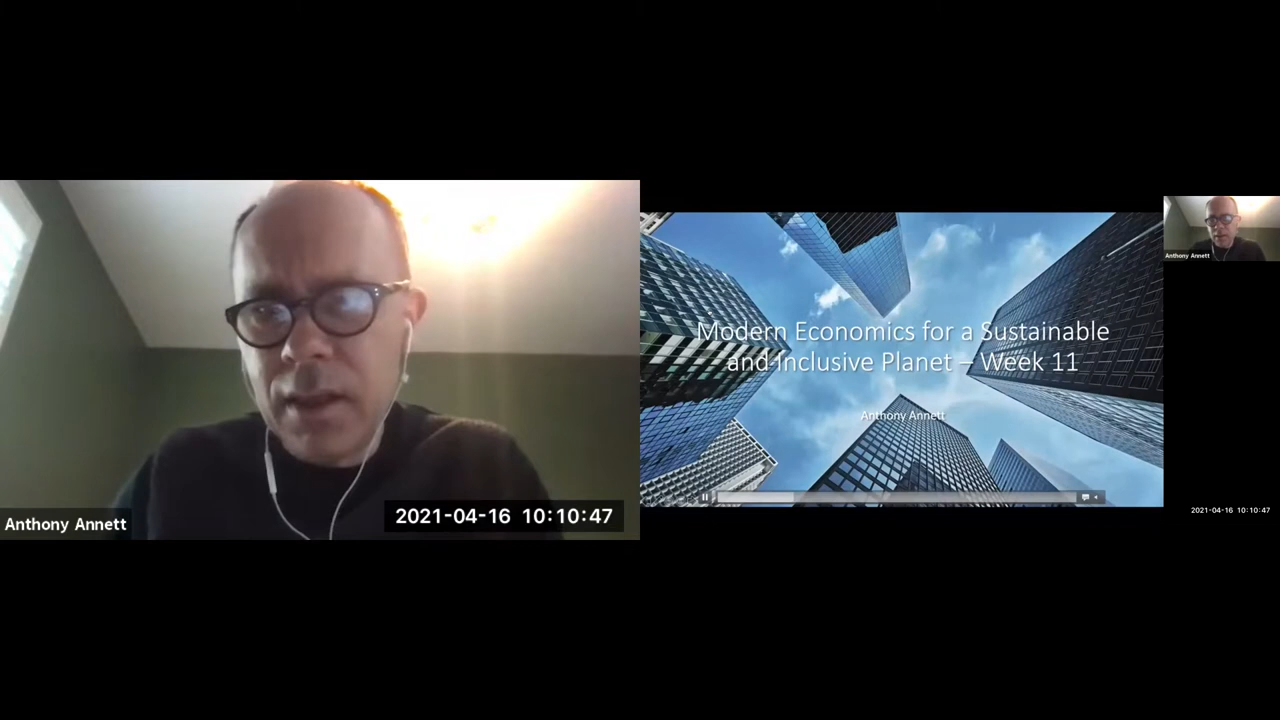 Anthony Annett
2021-04-16 10:10:47
Modern Economics for a Sustainable
and Inclusive Planet – Week 11
Anthony Annett
Anthony Annett
2021-04-16 10:10:47